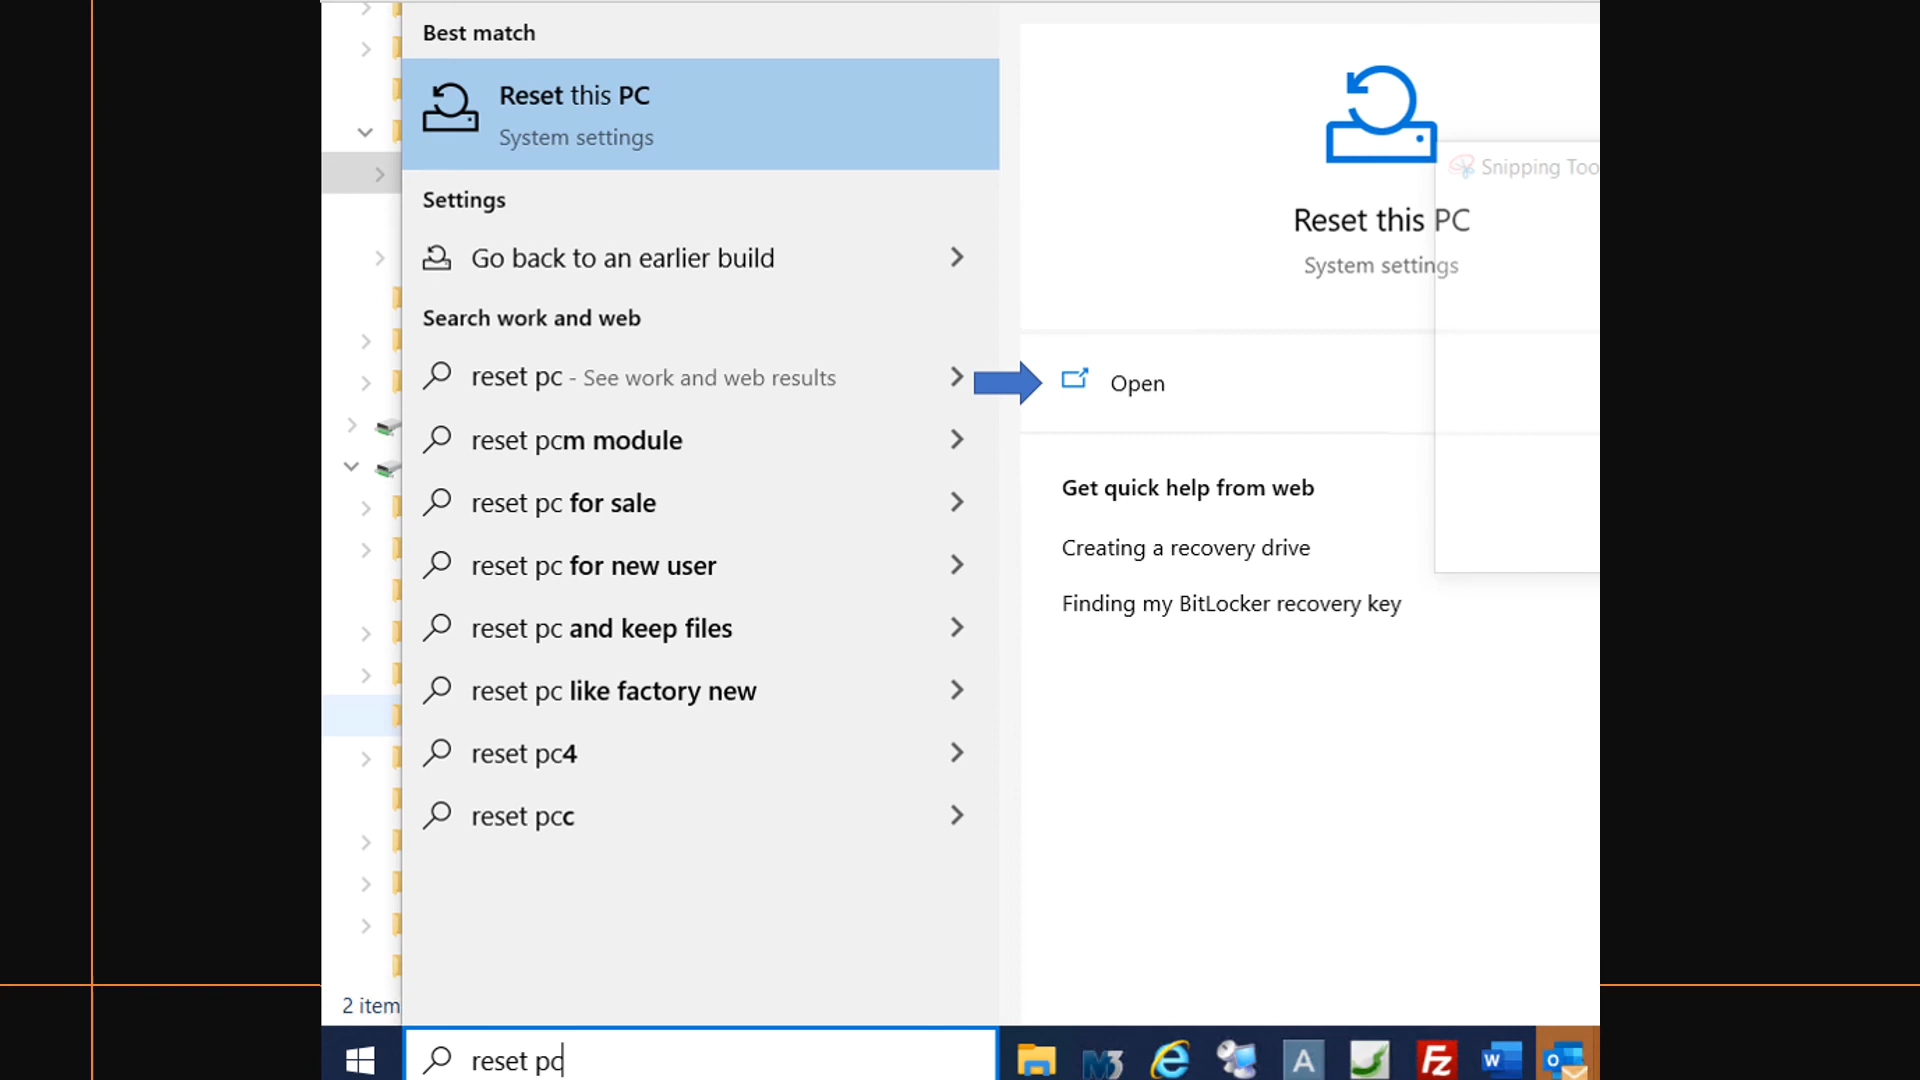 Best match
Reset this PC
System settings
Settings
Go back to an earlier build
Search work and web
reset pc - See work and web results
reset pcm module
reset pc for sale
reset pc for new user
reset pc and keep files
reset pc like factory new
reset pc4
reset pcc
2 item
reset pc
Snipping Too
Reset this PC
System settings
Open
Get quick help from web
Creating a recovery drive
Finding my BitLocker recovery key
M3
A
Fz
W
O